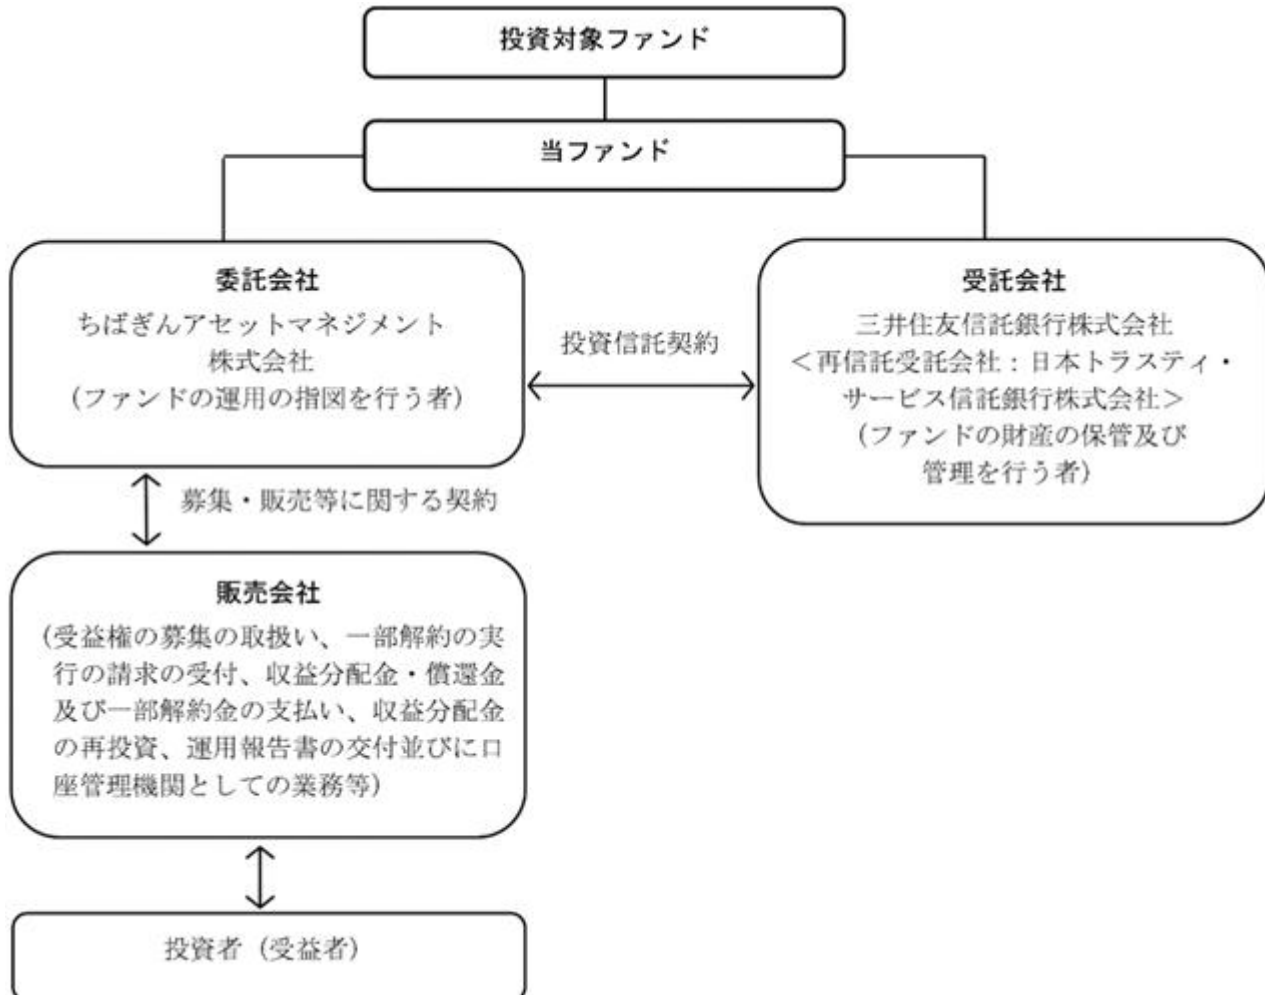 投資対象ファンド
当ファンド
委託会社
ちばぎんアセットマネジメント
株式会社
(ファンドの運用の指図を行う者)
投資信託契約
受託会社
三井住友信託銀行株式会社
＜再信託受託会社：日本トラスティ・
サービス信託銀行株式会社＞
(ファンドの財産の保管及び
管理を行う者)
募集・販売等に関する契約
販売会社
(受益権の募集の取扱い、一部解約の実
行の請求の受付、収益分配金・償還金
及び一部解約金の支払い、収益分配金
の再投資、運用報告書の交付並びに口
座管理機関としての業務等)
投資者 (受益者)